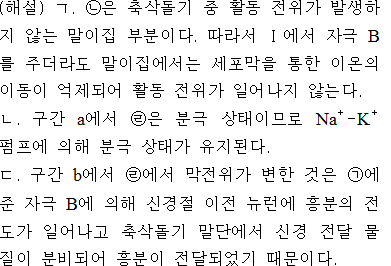 (해설) ㄱ. ㉡은 축삭돌기 중 활동 전위가 발생하
지 않는 말이집 부분이다. 따라서 Ⅰ에서 자극 B
를 주더라도 말이집에서는 세포막을 통한 이온의
이동이 억제되어 활동 전위가 일어나지 않는다.
ㄴ. 구간 a에서 ㉣은 분극 상태이므로 Na⁺-K⁺
펌프에 의해 분극 상태가 유지된다.
ㄷ. 구간 b에서 ㉣에서 막전위가 변한 것은 ㉠에
준 자극 B에 의해 신경절 이전 뉴런에 흥분의 전
도가 일어나고 축삭돌기 말단에서 신경 전달 물
질이 분비되어 흥분이 전달되었기 때문이다.